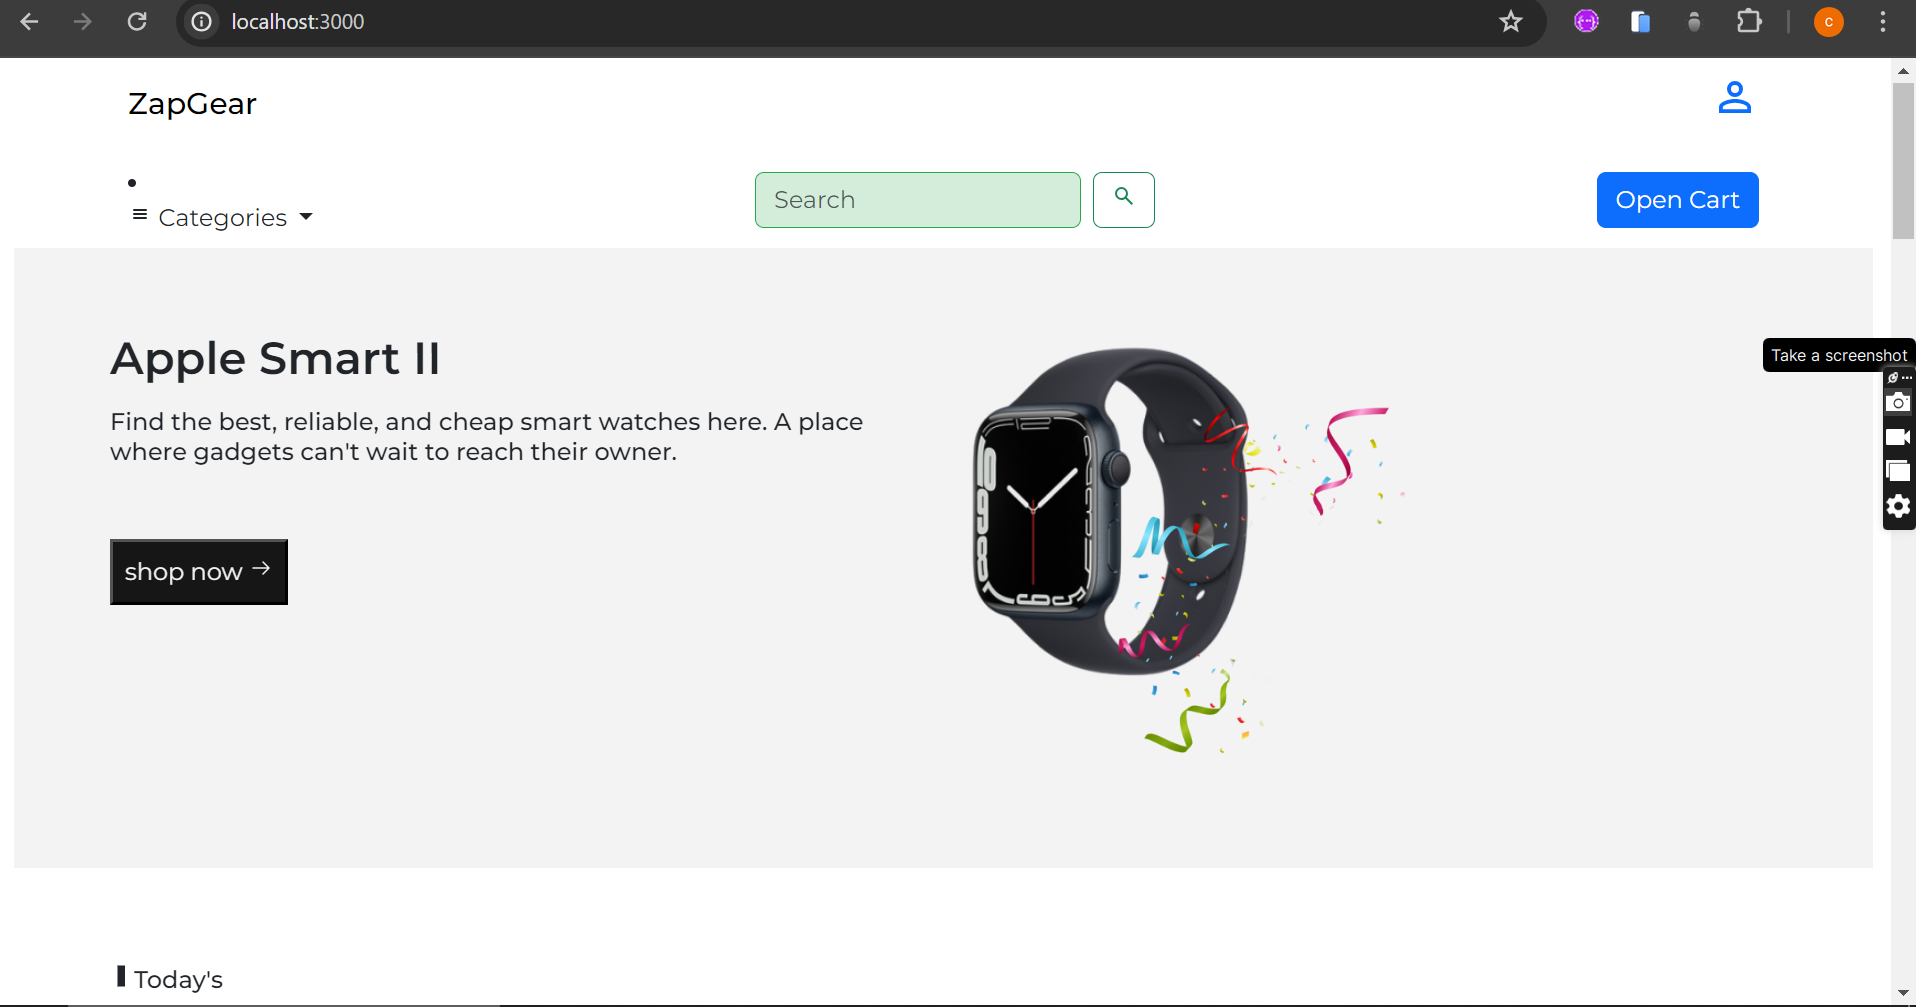 localhost:3000
c
ZapGear
Categories
Search
Open Cart
Apple Smart II
Find the best, reliable, and cheap smart watches here. A place
where gadgets can't wait to reach their owner.
Take a screenshot
shop now
Today's